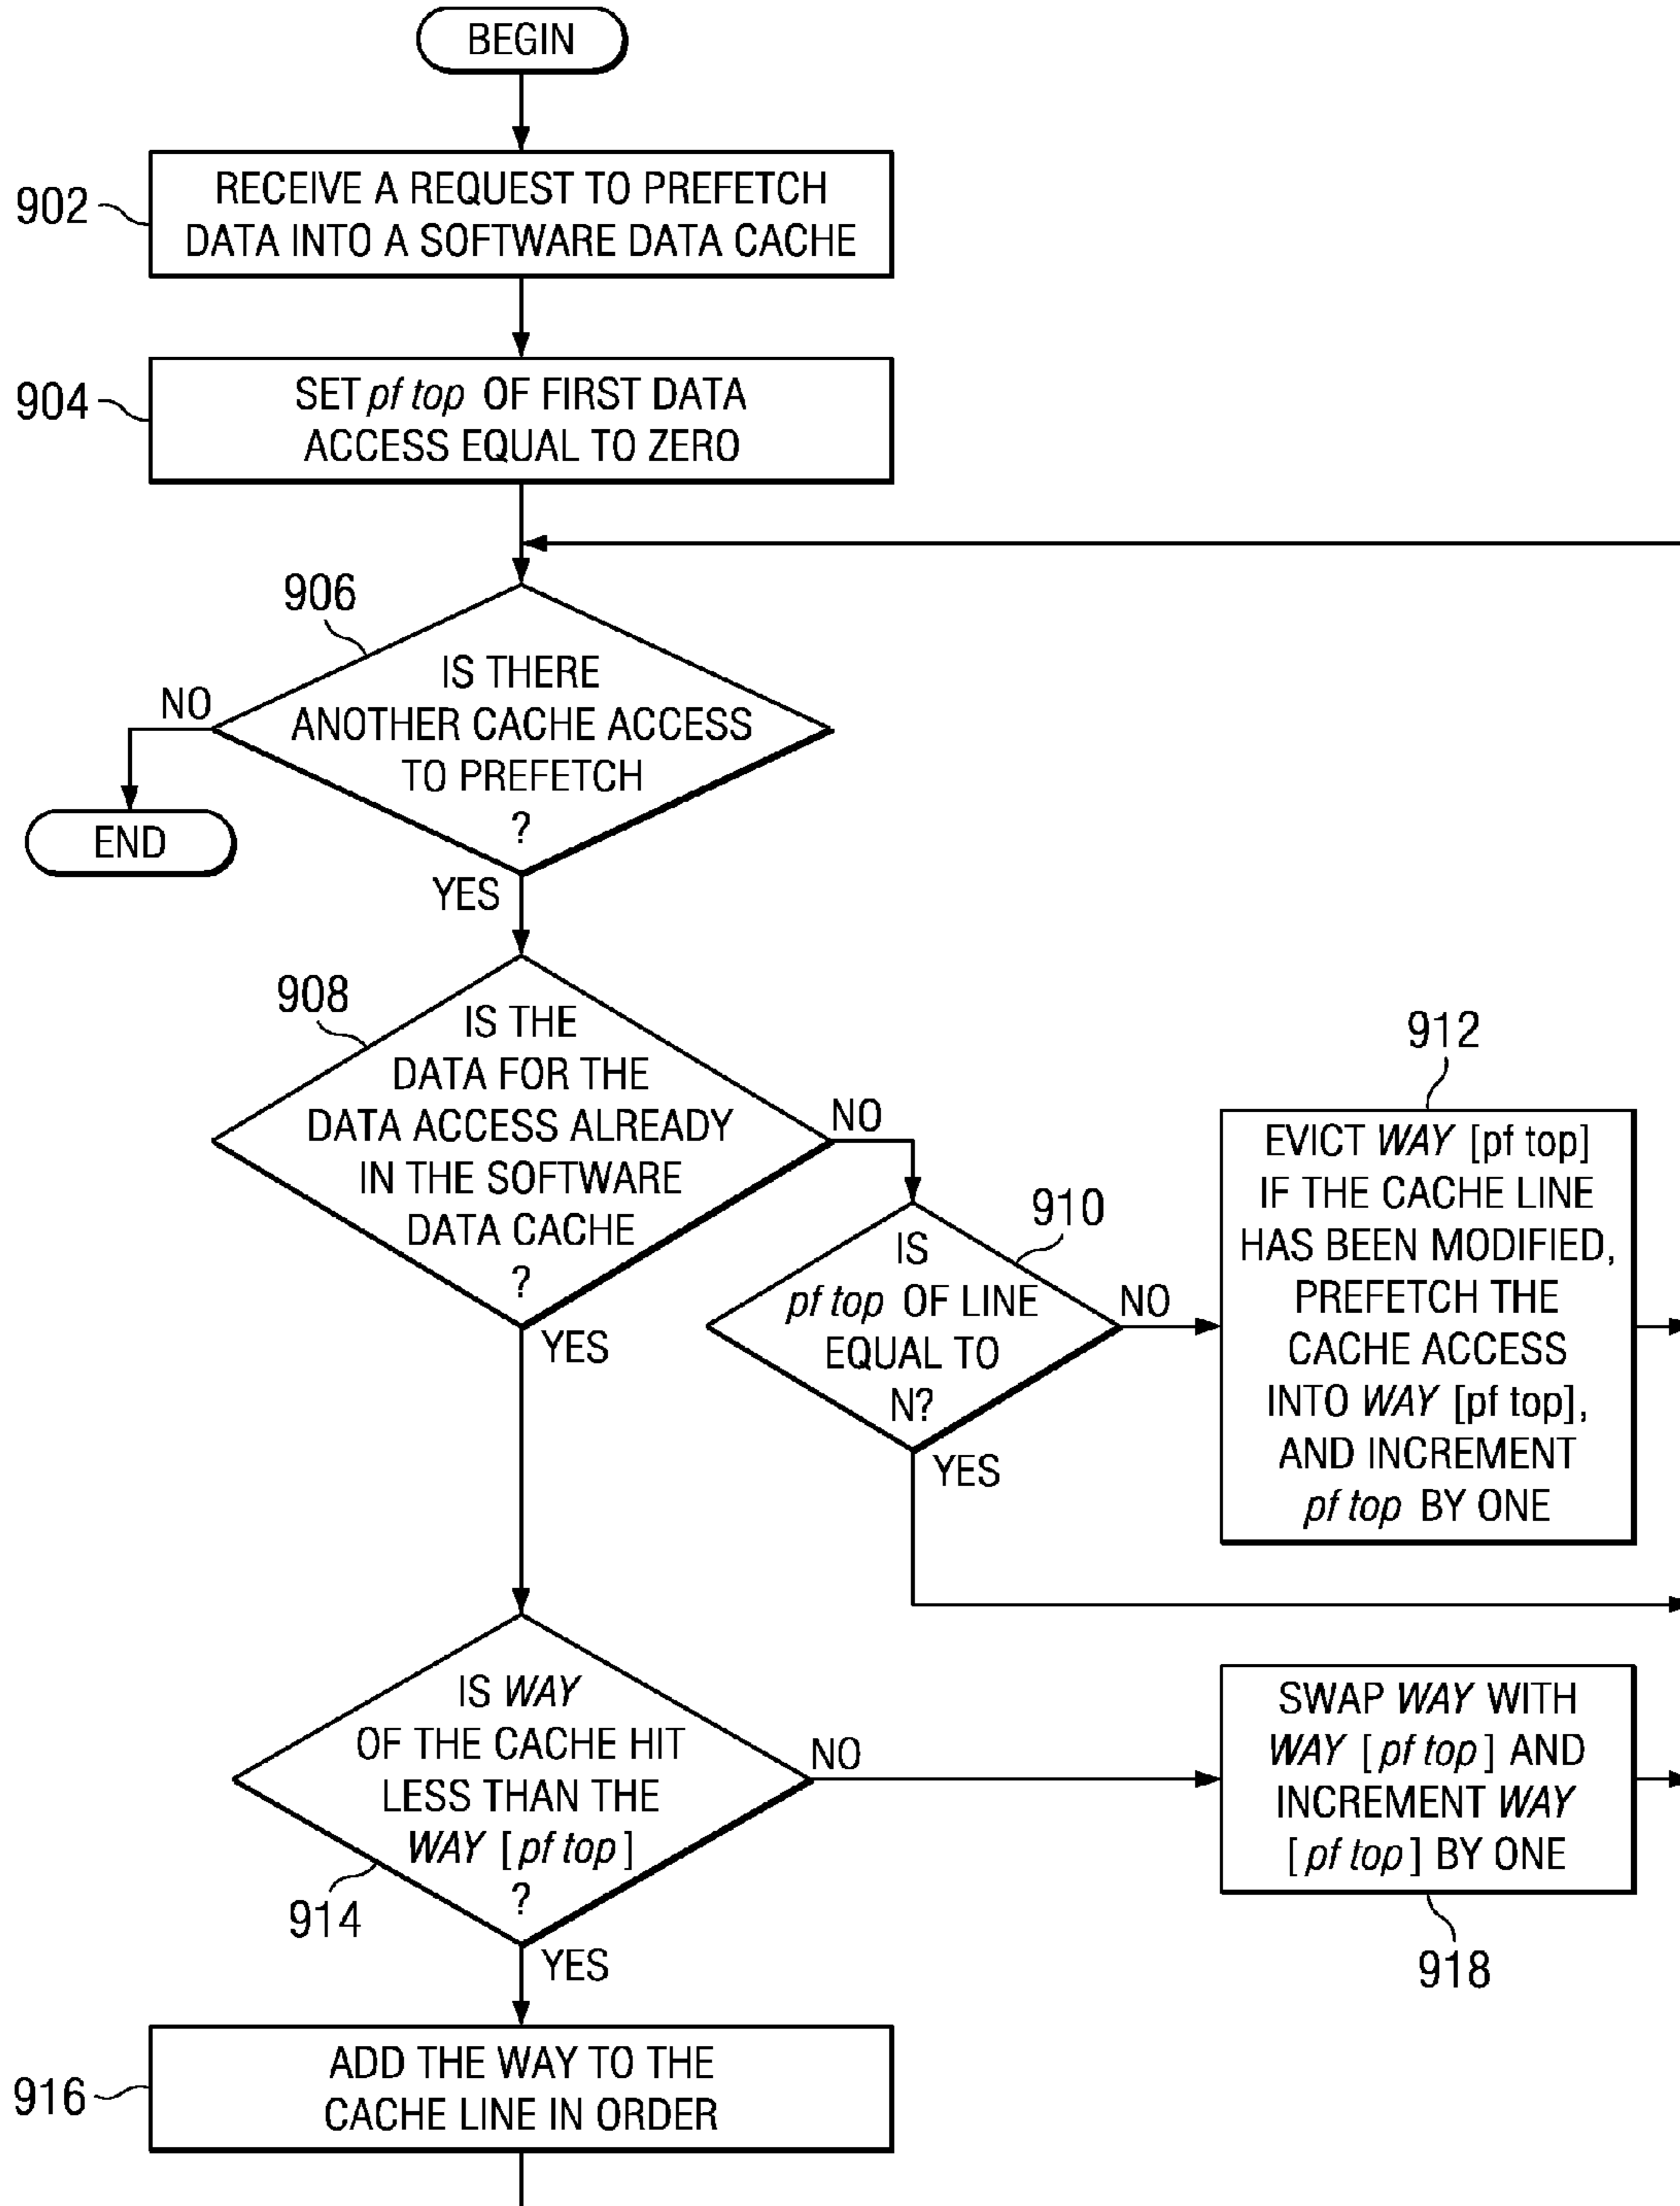 BEGIN
902
RECEIVE A REQUEST TO PREFETCH
DATA INTO A SOFTWARE DATA CACHE
904
SET pf top OF FIRST DATA
ACCESS EQUAL TO ZERO
906
IS THERE
ANOTHER CACHE ACCESS
TO PREFETCH
?
NO
END
YES
908
IS THE
DATA FOR THE
DATA ACCESS ALREADY
IN THE SOFTWARE
DATA CACHE
?
NO
YES
910
IS
pf top OF LINE
EQUAL TO
N?
NO
YES
912
EVICT WAY [pf top]
IF THE CACHE LINE
HAS BEEN MODIFIED,
PREFETCH THE
CACHE ACCESS
INTO WAY [pf top],
AND INCREMENT
pf top BY ONE
IS WAY
OF THE CACHE HIT
LESS THAN THE
WAY [pf top]
?
914
NO
YES
SWAP WAY WITH
WAY [pf top] AND
INCREMENT WAY
[pf top] BY ONE
918
916
ADD THE WAY TO THE
CACHE LINE IN ORDER